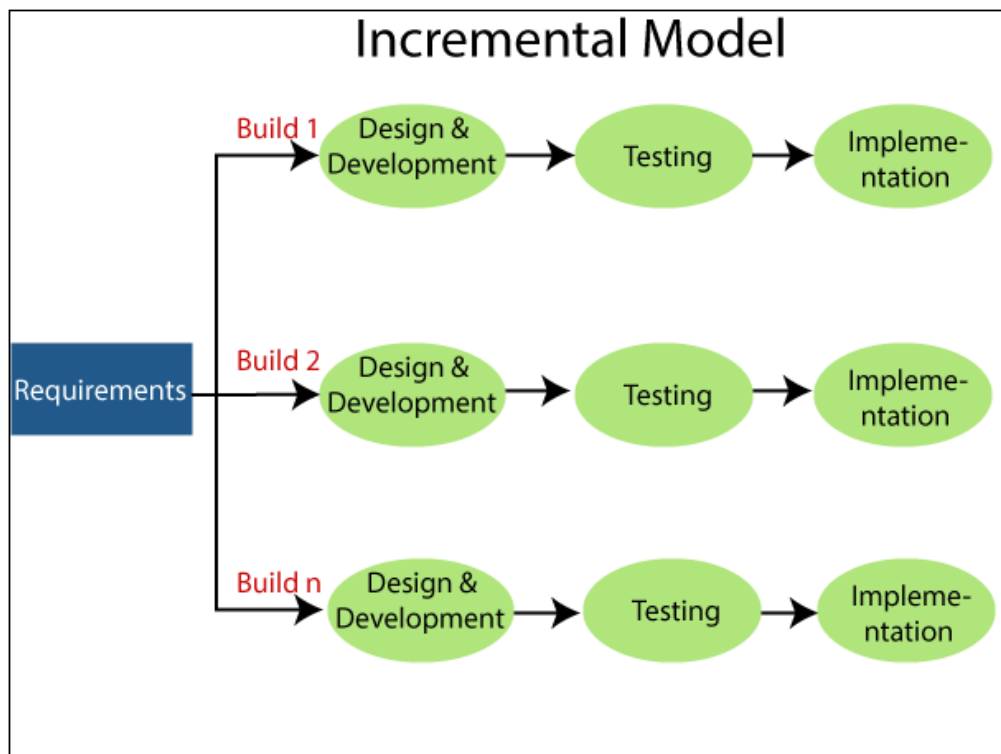 Incremental Model
Build 1
Design &
Development
Testing
Impleme-
ntation
Requirements
Build 2
Design &
Development
Testing
Impleme-
ntation
Build n
Design &
Development
Testing
Impleme-
ntation